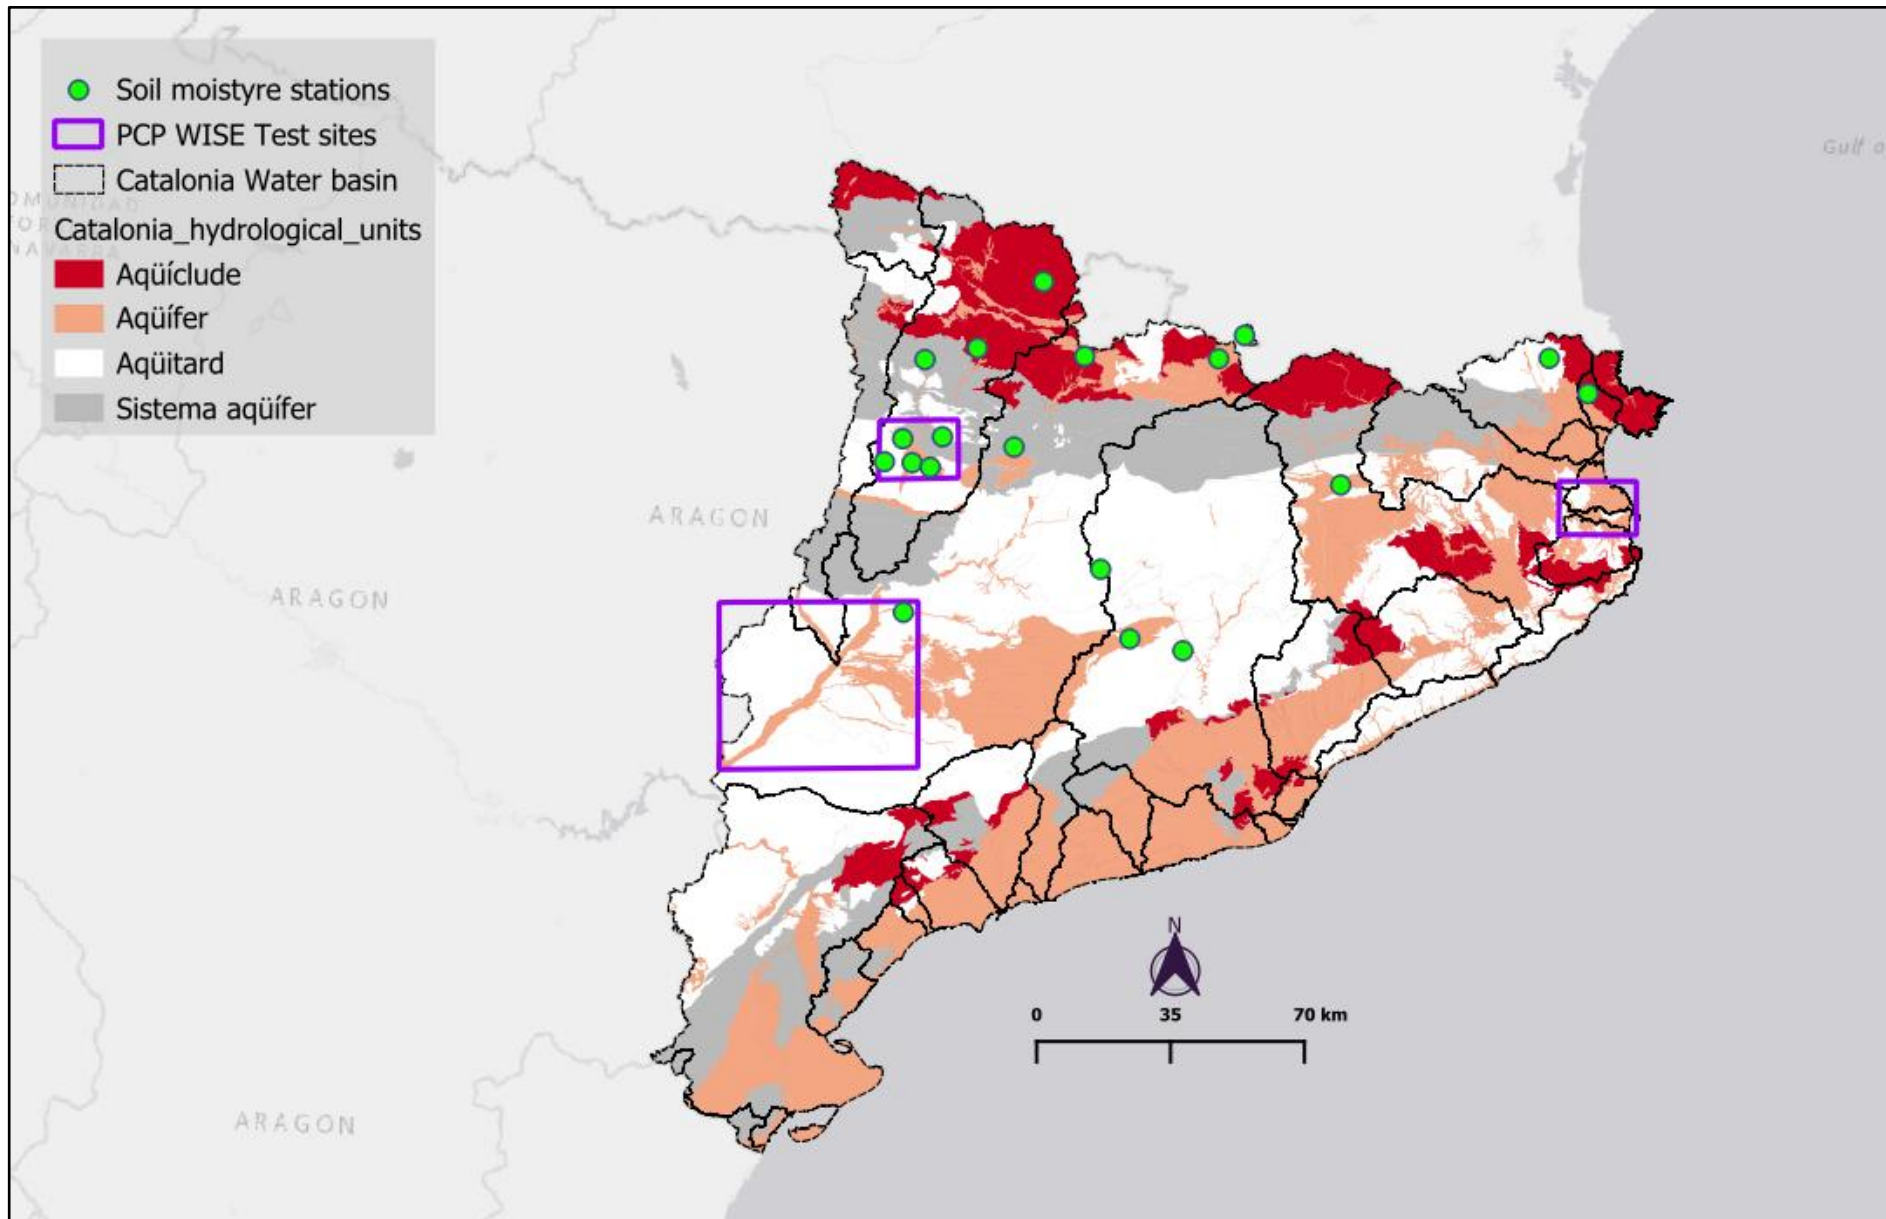 Soil moistyre stations
PCP WISE Test sites
Catalonia Water basin
Catalonia_hydrological_units
Aqüíclude
Aqüífer
Aqüitard
Sistema aqüífer
Gulf o
ARAGON
ARAGON
ARAGON
N
0 35 70 km